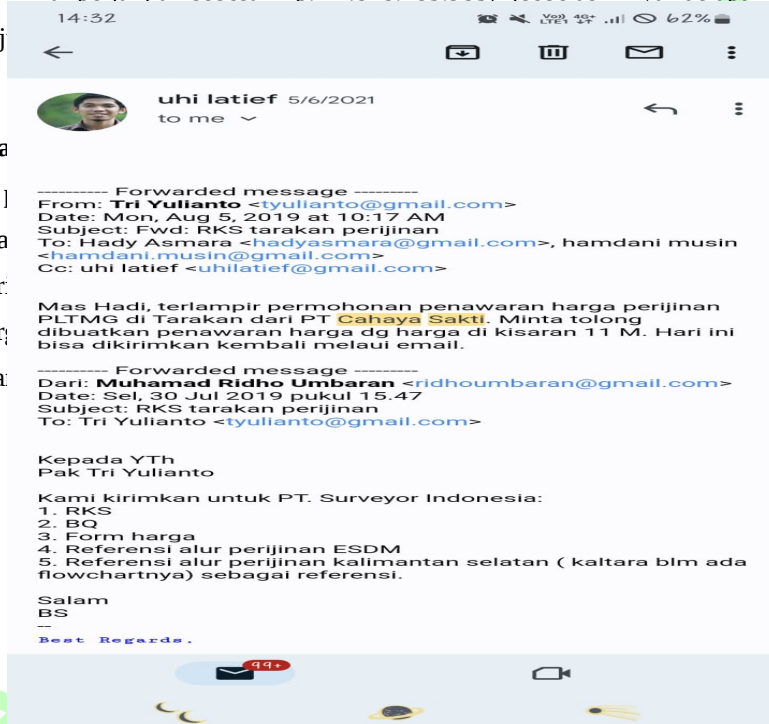 14:32
62%
uhi latief 5/6/2021
to me
---------- Forwarded message ---------
From: Tri Yulianto <tyulianto@gmail.com>
Date: Mon, Aug 5, 2019 at 10:17 AM
Subject: Fwd: RKS tarakan perijinan
To: Hady Asmara <hadyasmara@gmail.com>, hamdani musin
<hamdani.musin@gmail.com>
Cc: uhi latief <uhilatief@gmail.com>
Mas Hadi, terlampir permohonan penawaran harga perijinan
PLTMG di Tarakan dari PT Cahaya Sakti. Minta tolong
dibuatkan penawaran harga dg harga di kisaran 11 M. Hari ini
bisa dikirimkan kembali melaui email.
---------- Forwarded message ---------
Dari: Muhamad Ridho Umbaran <ridhoumbaran@gmail.com>
Date: Sel, 30 Jul 2019 pukul 15.47
Subject: RKS tarakan perijinan
To: Tri Yulianto <tyulianto@gmail.com>
Kepada YTh
Pak Tri Yulianto
Kami kirimkan untuk PT. Surveyor Indonesia:
1. RKS
2. BQ
3. Form harga
4. Referensi alur perijinan ESDM
5. Referensi alur perijinan kalimantan selatan ( kaltara blm ada
flowchartnya) sebagai referensi.
Salam
BS
--
Best Regards,
99+